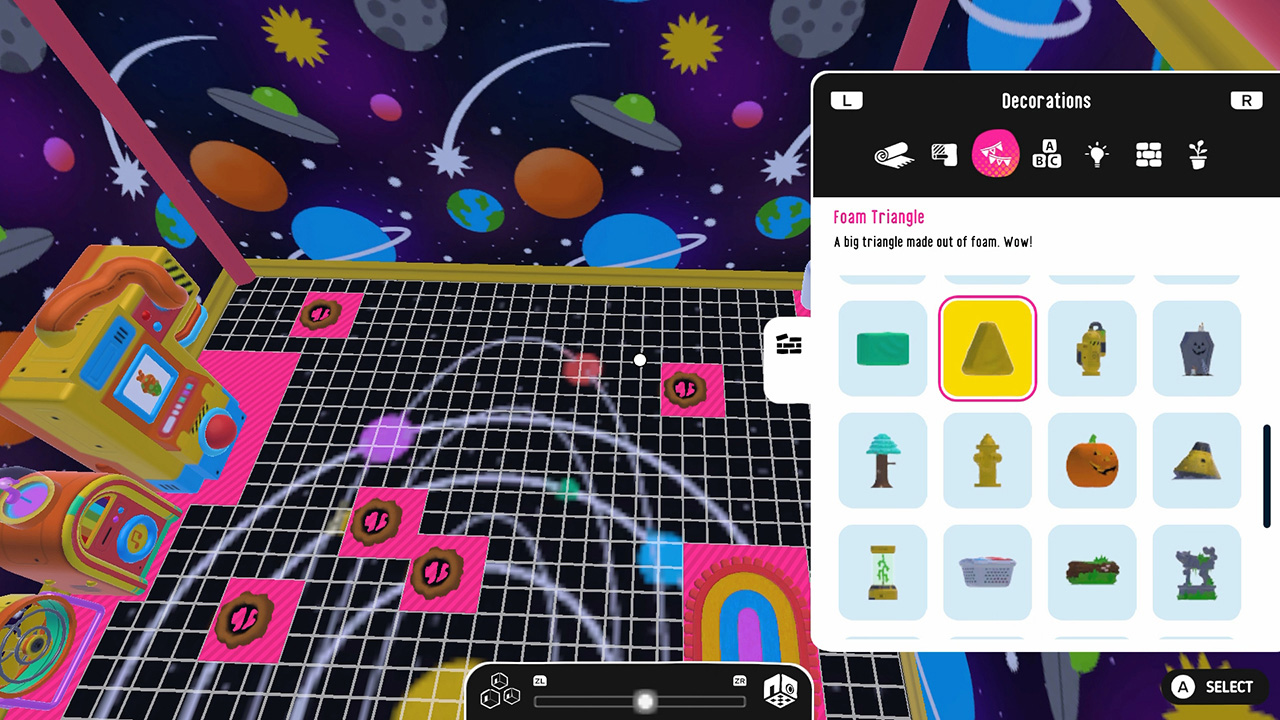 L
Decorations
R
A
B C
Foam Triangle
A big triangle made out of foam. Wow!
ZL
ZR
A SELECT